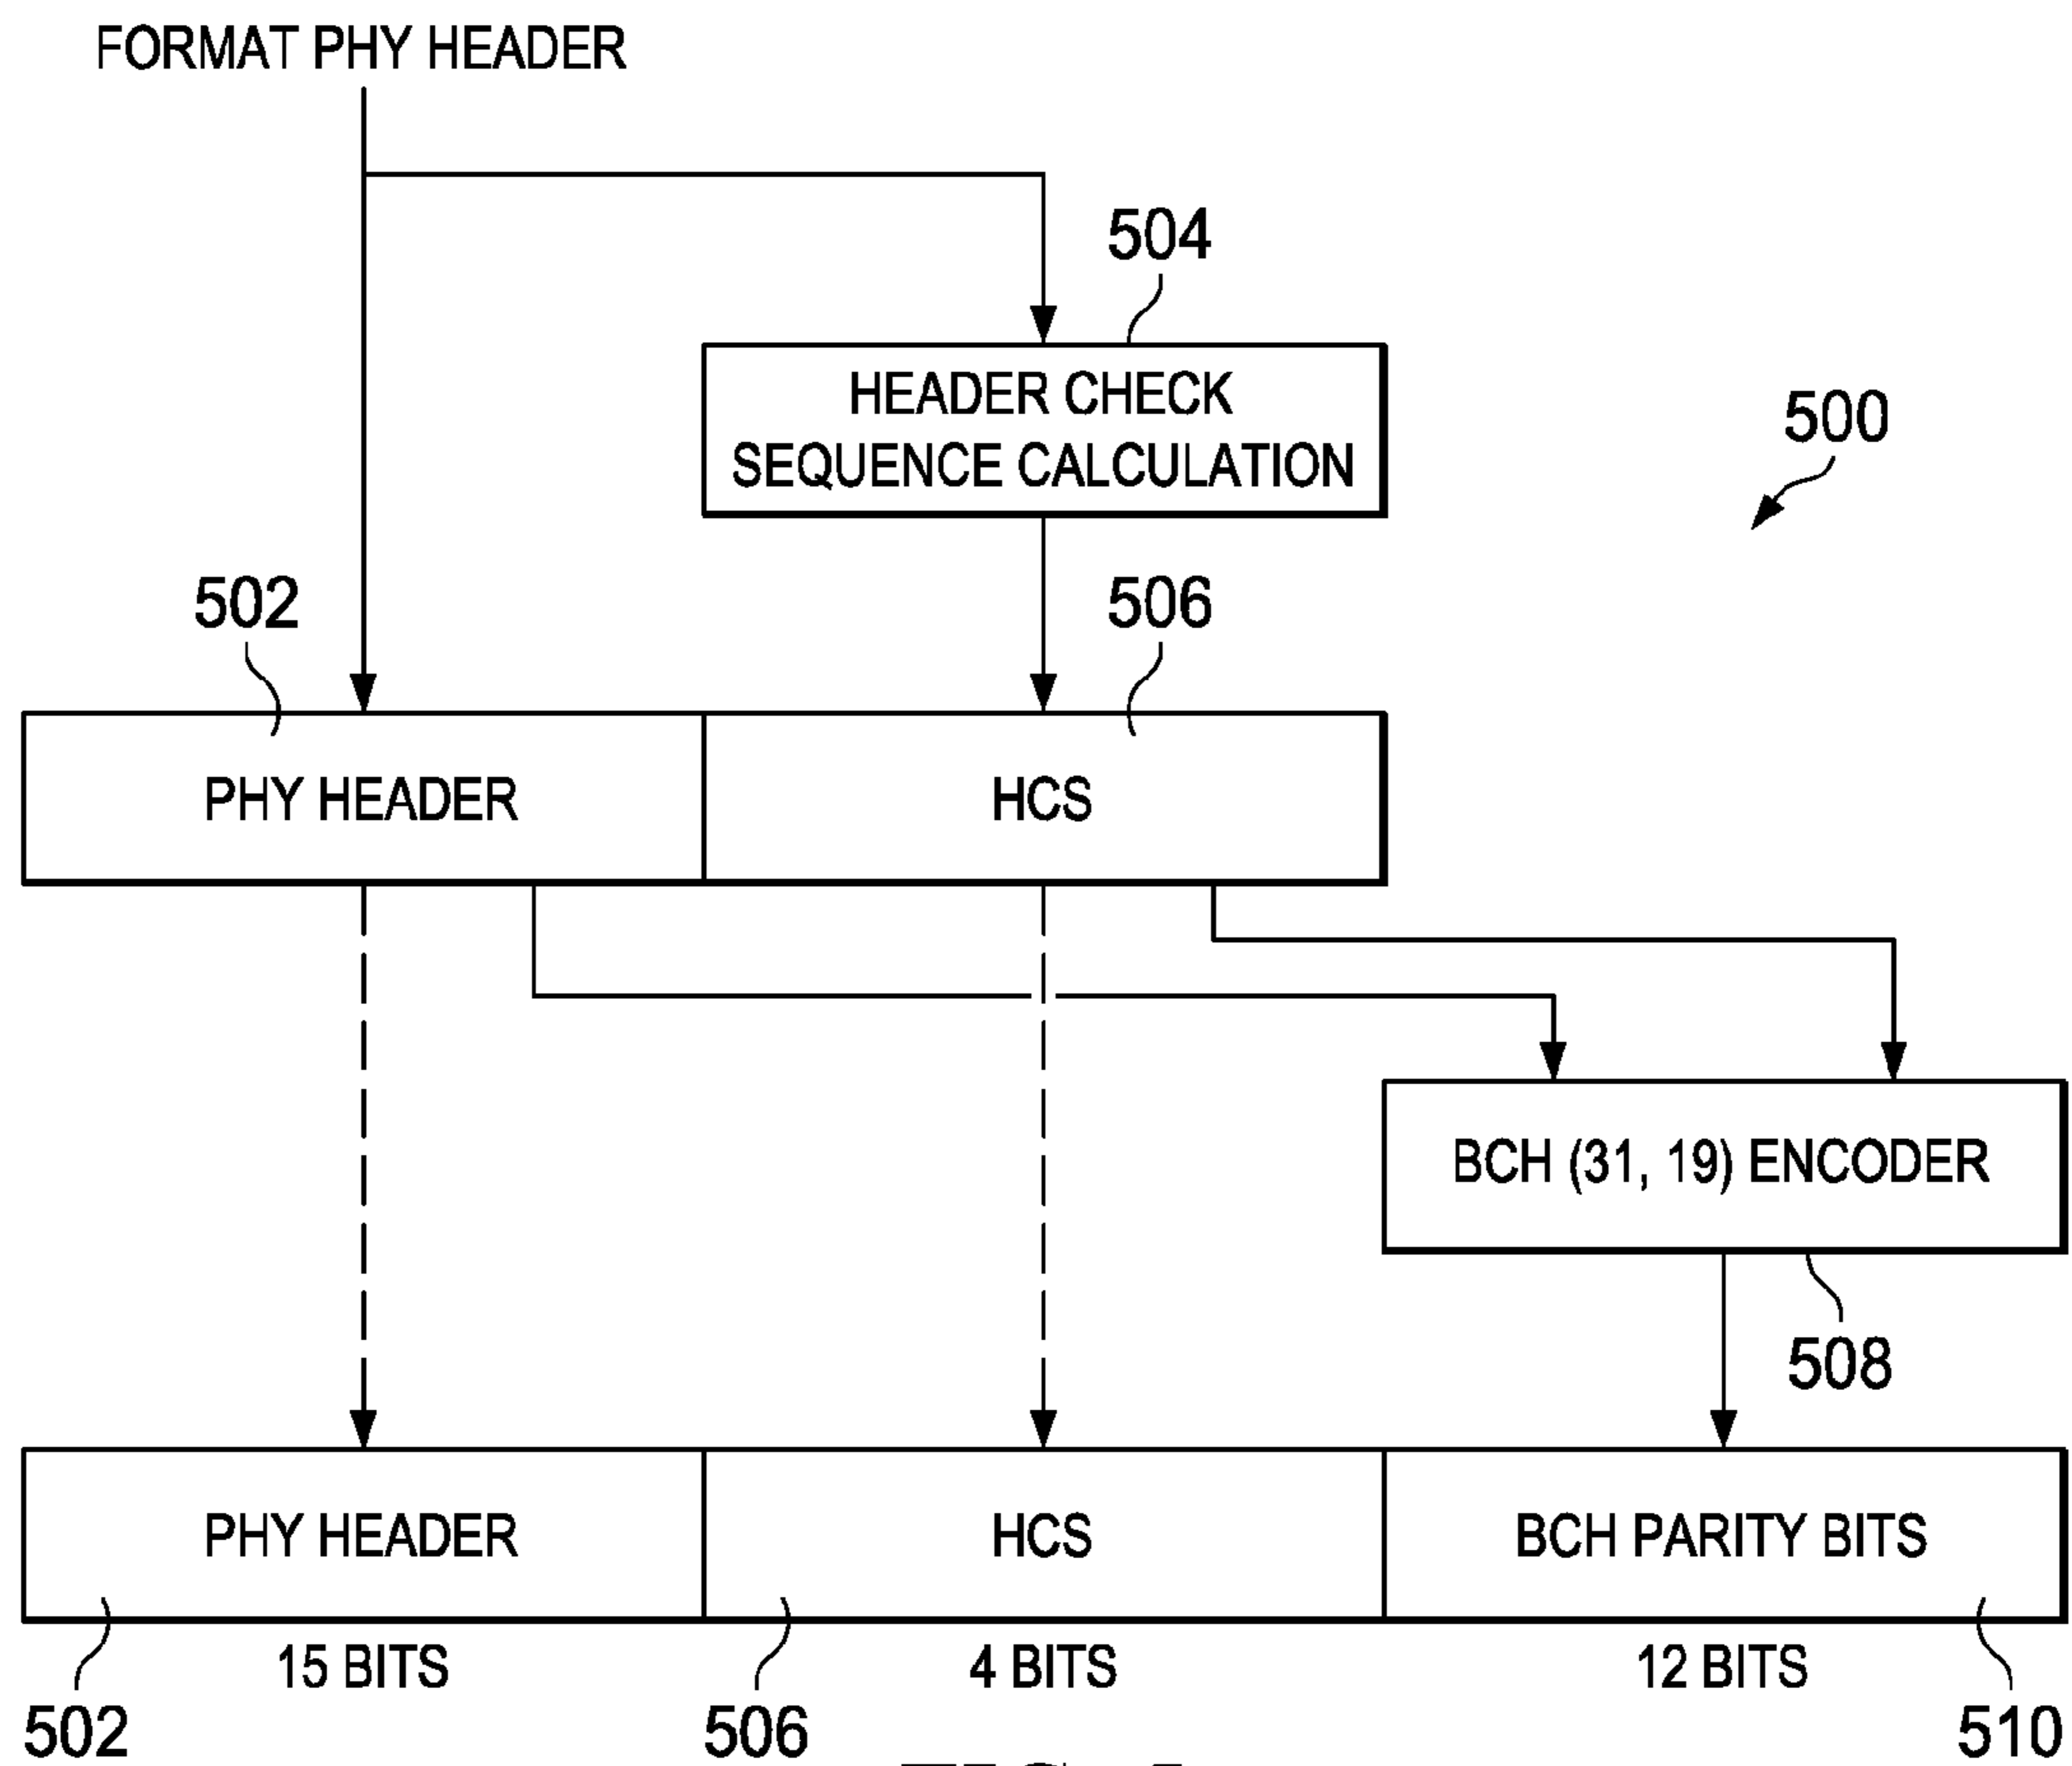 FORMAT PHY HEADER
504
HEADER CHECK
SEQUENCE CALCULATION
500
502
506
PHY HEADER
HCS
BCH (31, 19) ENCODER
508
PHY HEADER
HCS
BCH PARITY BITS
15 BITS
4 BITS
12 BITS
502
506
510